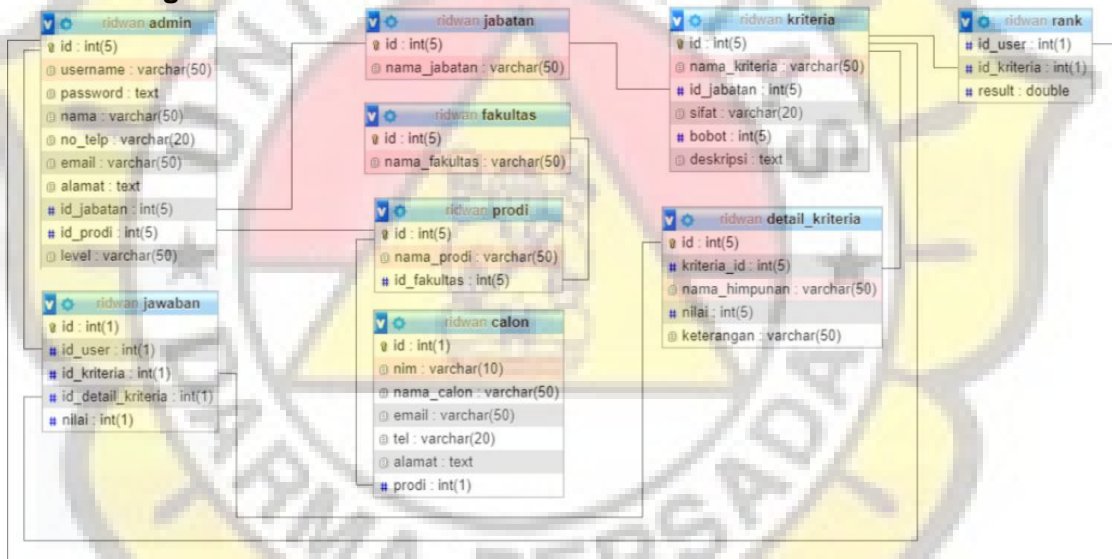 ridwan admin
id : int(5)
username : varchar(50)
password : text
nama : varchar(50)
no_telp : varchar(20)
email : varchar(50)
alamat : text
id_jabatan : int(5)
id_prodi : int(5)
level : varchar(50)
ridwan jawaban
id : int(1)
id_user : int(1)
id_kriteria : int(1)
id_detail_kriteria : int(1)
nilai : int(1)
ridwan jabatan
id : int(5)
nama_jabatan : varchar(50)
ridwan fakultas
id : int(5)
nama_fakultas : varchar(50)
ridwan prodi
id : int(5)
nama_prodi : varchar(50)
id_fakultas : int(5)
ridwan calon
id : int(1)
nim : varchar(10)
nama_calon : varchar(50)
email : varchar(50)
tel : varchar(20)
alamat : text
prodi : int(1)
ridwan kriteria
id : int(5)
nama_kriteria : varchar(50)
id_jabatan : int(5)
sifat : varchar(20)
bobot : int(5)
deskripsi : text
ridwan detail_kriteria
id : int(5)
kriteria_id : int(5)
nama_himpunan : varchar(50)
nilai : int(5)
keterangan : varchar(50)
ridwan rank
id_user : int(1)
id_kriteria : int(1)
result : double